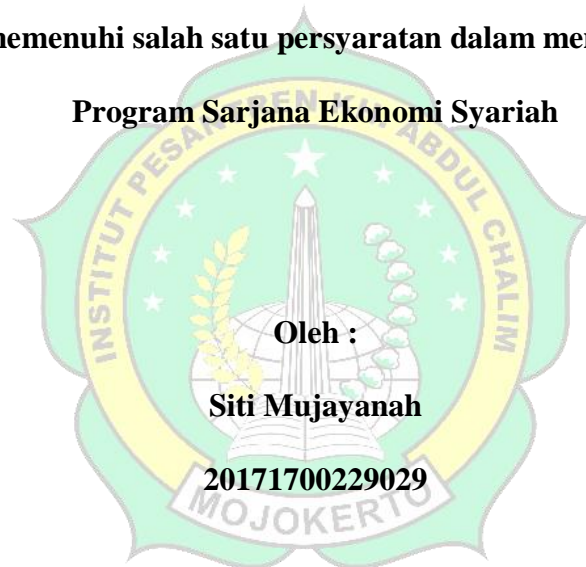 memenuhi salah satu persyaratan dalam
Program Sarjana Ekonomi Syariah
INSTITUT PESANTREN KH. ABDUL CHALIM
Oleh :
Siti Mujayanah
20171700229029
MOJOKERTO